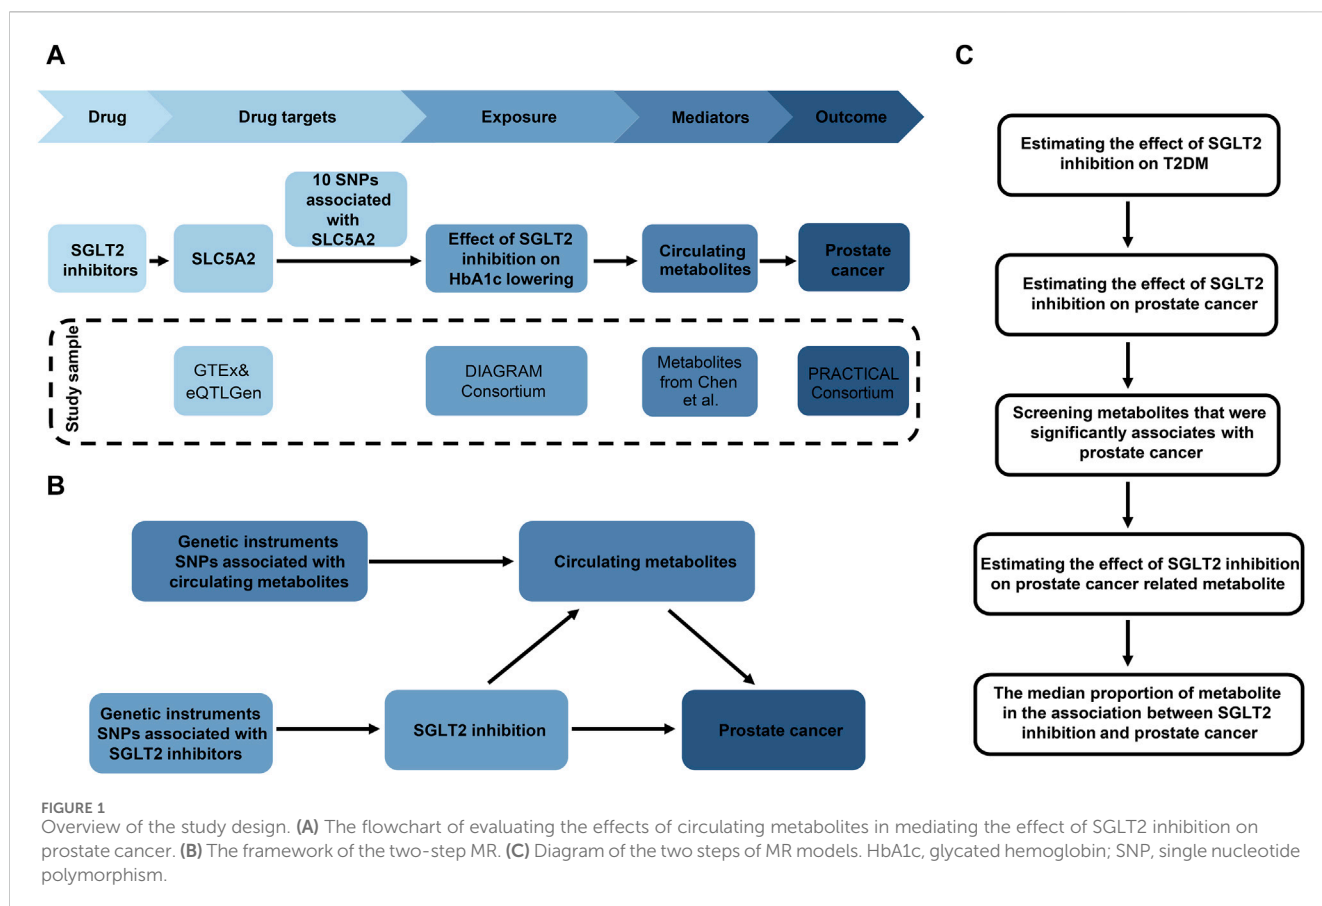 A
Drug
Drug targets
Exposure
Mediators
Outcome
SGLT2
inhibitors
SLC5A2
10 SNPs
associated
with
SLC5A2
Effect of SGLT2
inhibition on
HbA1c lowering
Circulating
metabolites
Prostate
cancer
Study sample
GTEx&
eQTLGen
DIAGRAM
Consortium
Metabolites
from Chen
et al.
PRACTICAL
Consortium
B
Genetic instruments
SNPs associated with
circulating metabolites
Circulating metabolites
Genetic instruments
SNPs associated with
SGLT2 inhibitors
SGLT2 inhibition
Prostate cancer
C
Estimating the effect of SGLT2
inhibition on T2DM
Estimating the effect of SGLT2
inhibition on prostate cancer
Screening metabolites that were
significantly associates with
prostate cancer
Estimating the effect of SGLT2 inhibition
on prostate cancer related metabolite
The median proportion of metabolite
in the association between SGLT2
inhibition and prostate cancer
FIGURE 1
Overview of the study design. (A) The flowchart of evaluating the effects of circulating metabolites in mediating the effect of SGLT2 inhibition on
prostate cancer. (B) The framework of the two-step MR. (C) Diagram of the two steps of MR models. HbA1c, glycated hemoglobin; SNP, single nucleotide
polymorphism.